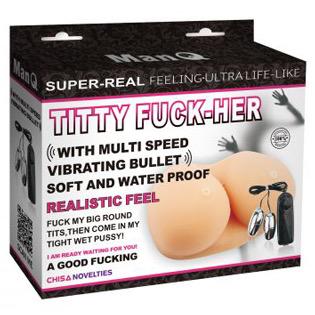 ManQ
SUPER-REAL FEELING·ULTRA LIFE-LIKE
TITTY FUCK-HER
WITH MULTI SPEED
VIBRATING BULLET
SOFT AND WATER PROOF
REALISTIC FEEL
FUCK MY BIG ROUND
TITS,THEN COME IN MY
TIGHT WET PUSSY!
I AM READY WAITING FOR YOU!
A GOOD FUCKING
CHISA NOVELTIES